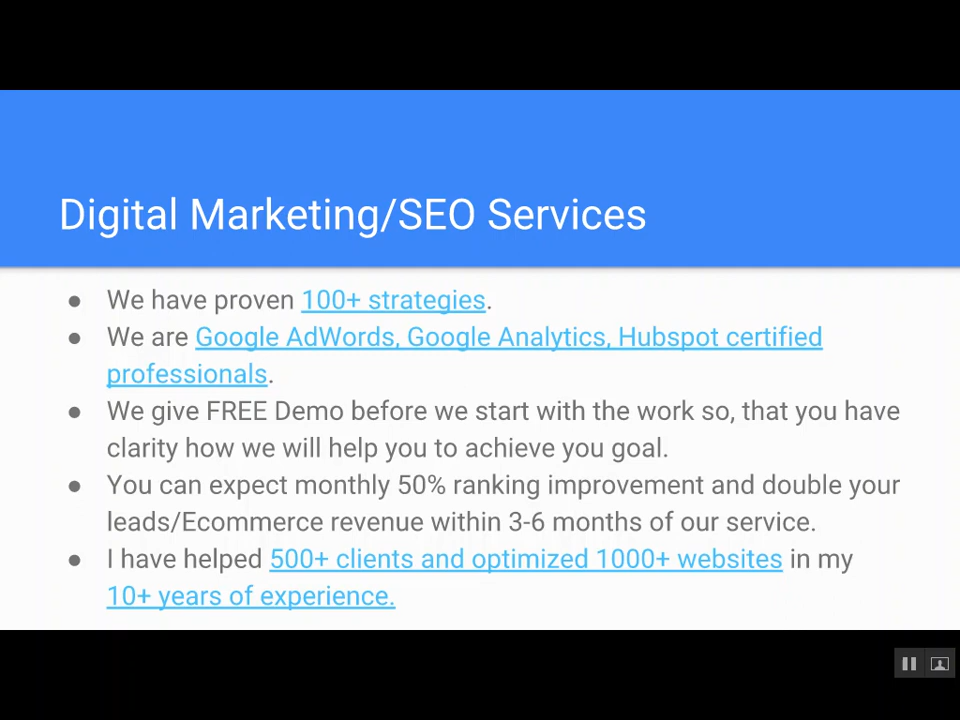 Digital Marketing/SEO Services
● We have proven 100+ strategies.
● We are Google AdWords, Google Analytics, Hubspot certified
professionals.
● We give FREE Demo before we start with the work so, that you have
clarity how we will help you to achieve you goal.
● You can expect monthly 50% ranking improvement and double your
leads/Ecommerce revenue within 3-6 months of our service.
● I have helped 500+ clients and optimized 1000+ websites in my
10+ years of experience.